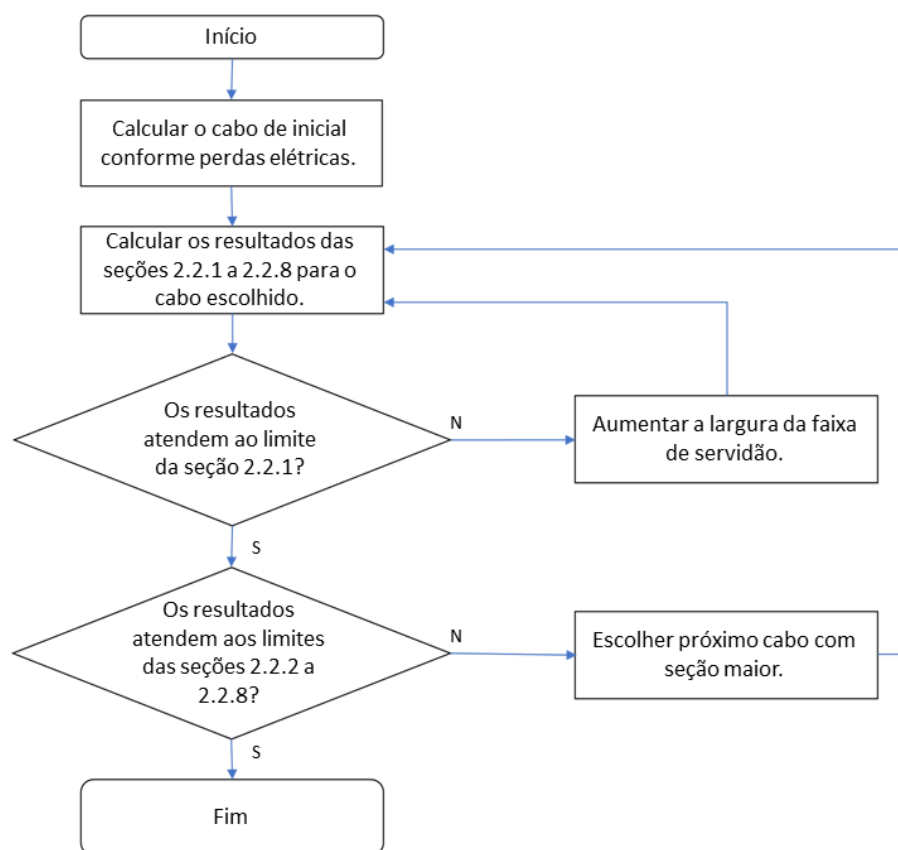 Início
Calcular o cabo de inicial
conforme perdas elétricas.
Calcular os resultados das
seções 2.2.1 a 2.2.8 para o
cabo escolhido.
Os resultados
atendem ao limite
da seção 2.2.1?
N
Aumentar a largura da faixa
de servidão.
S
Os resultados
atendem aos limites
das seções 2.2.2 a
2.2.8?
N
Escolher próximo cabo com
seção maior.
S
Fim